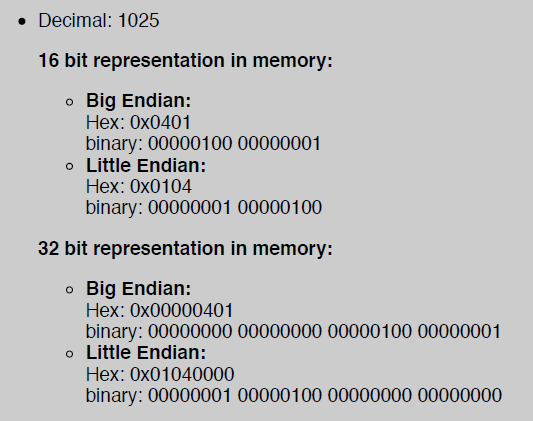 Decimal: 1025
16 bit representation in memory:
Big Endian:
Hex: 0x0401
binary: 00000100 00000001
Little Endian:
Hex: 0x0104
binary: 00000001 00000100
32 bit representation in memory:
Big Endian:
Hex: 0x00000401
binary: 00000000 00000000 00000100 00000001
Little Endian:
Hex: 0x01040000
binary: 00000001 00000100 00000000 00000000